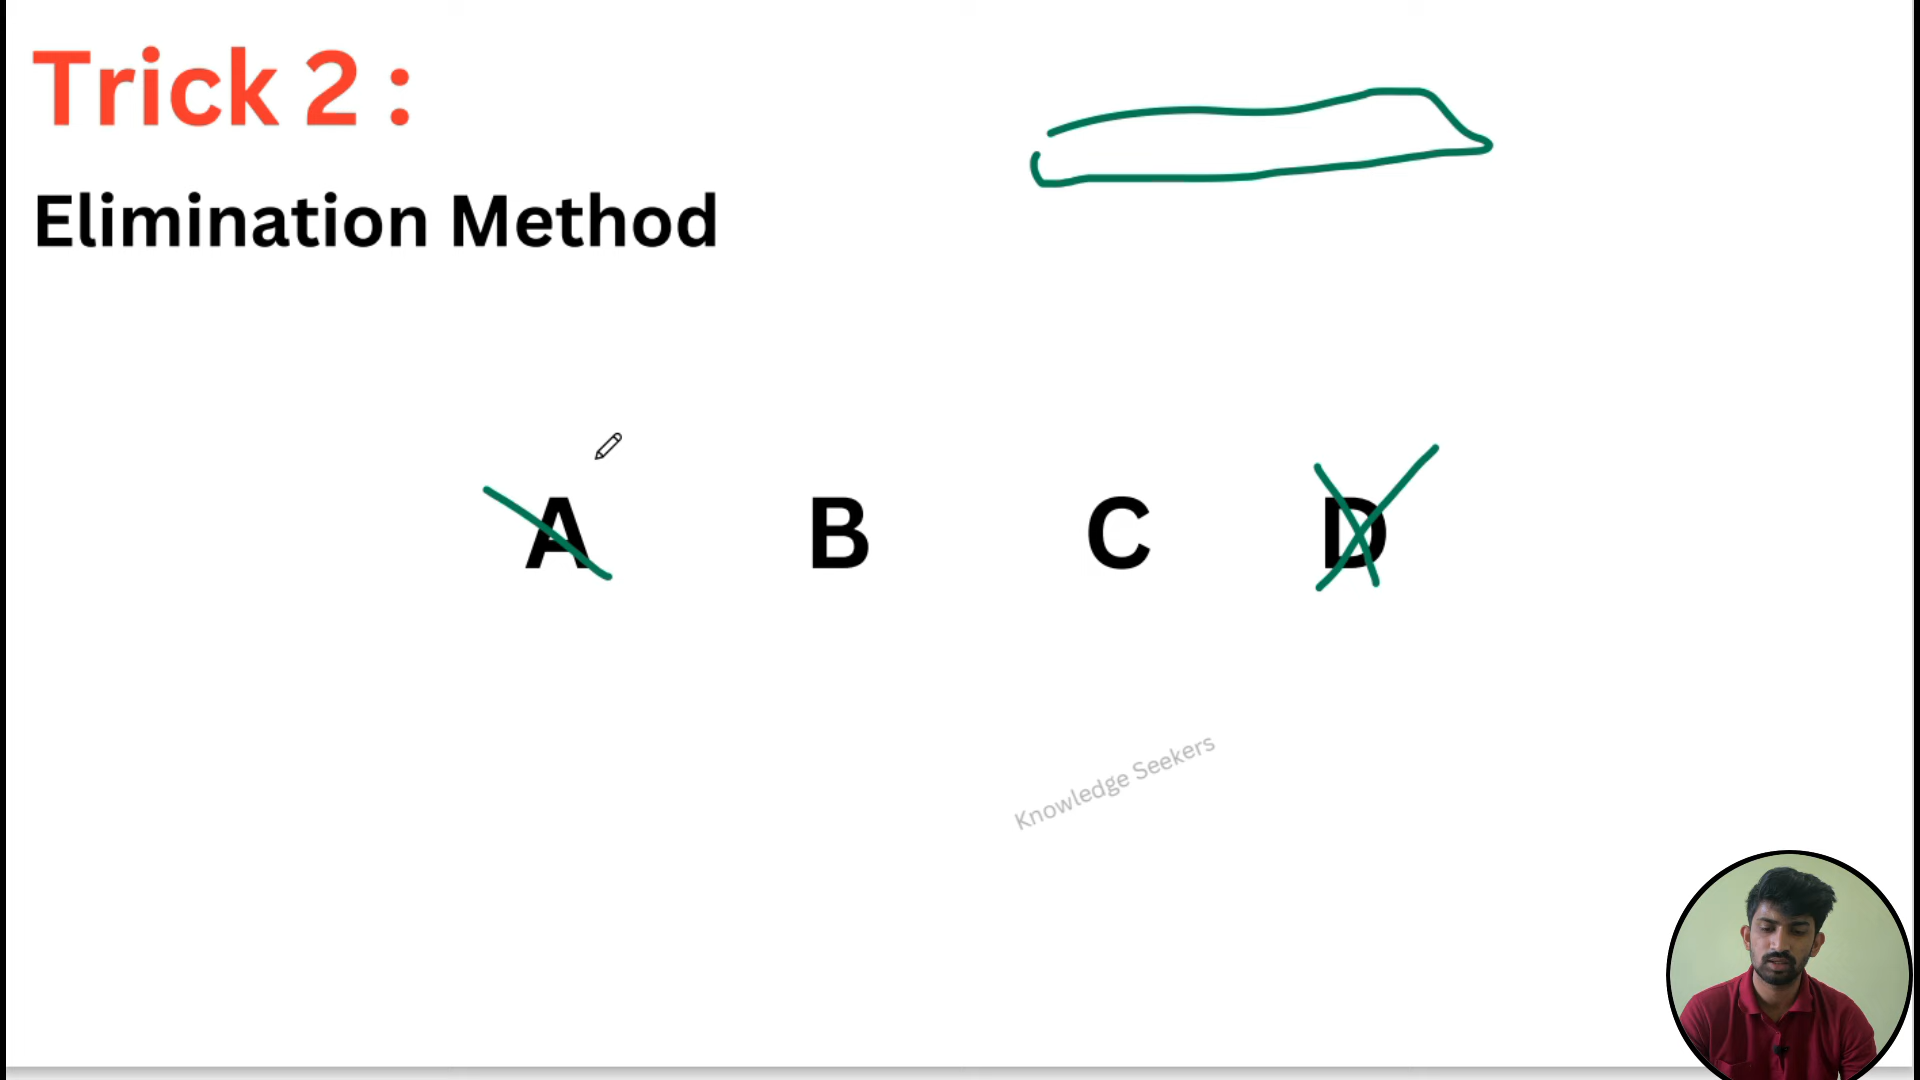 Trick 2 :
Elimination Method
A B C D
Knowledge Seekers